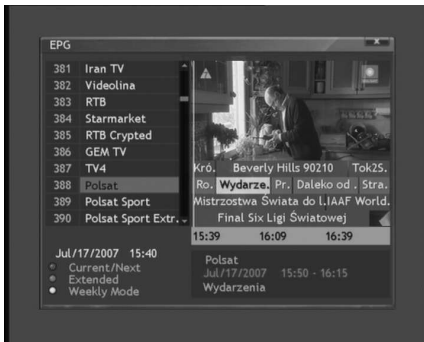 EPG
381 Iran TV
382 Videolina
383 RTB
384 Starmarket
385 RTB Crypted
386 GEM TV
387 TV4
388 Polsat
389 Polsat Sport
390 Polsat Sport Extr.
Kró. Beverly Hills 90210 Tok2S.
Ro. Wydarze. Pr. Daleko od . Stra.
Mistrzostwa Świata do l. IAAF World.
Final Six Ligi Światowej
15:39 16:09 16:39
Jul/17/2007 15:40
Current/Next
Extended
Weekly Mode
Polsat
Jul/17/2007 15:50 - 16:15
Wydarzenia